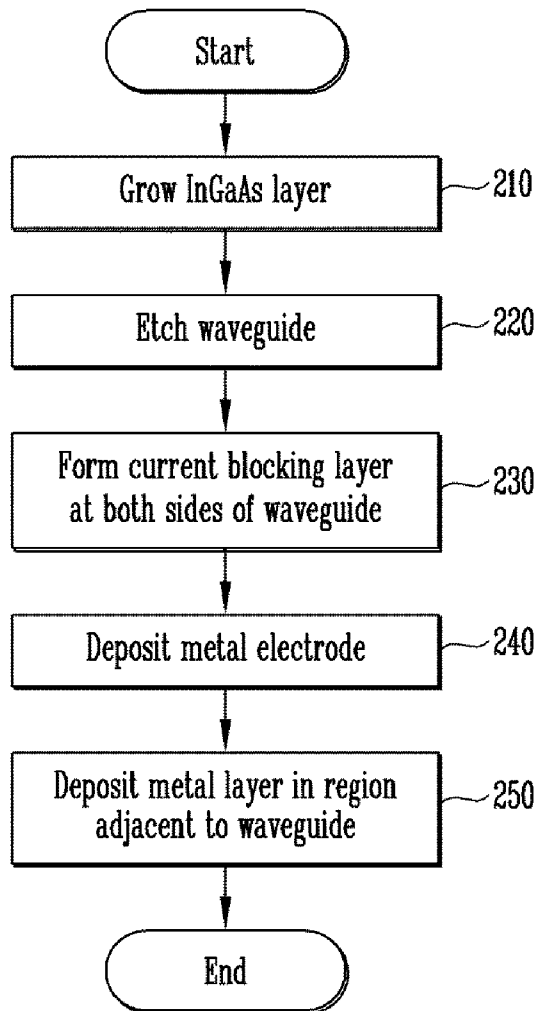 Start
Grow InGaAs layer
210
Etch waveguide
220
Form current blocking layer
at both sides of waveguide
230
Deposit metal electrode
240
Deposit metal layer in region
adjacent to waveguide
250
End